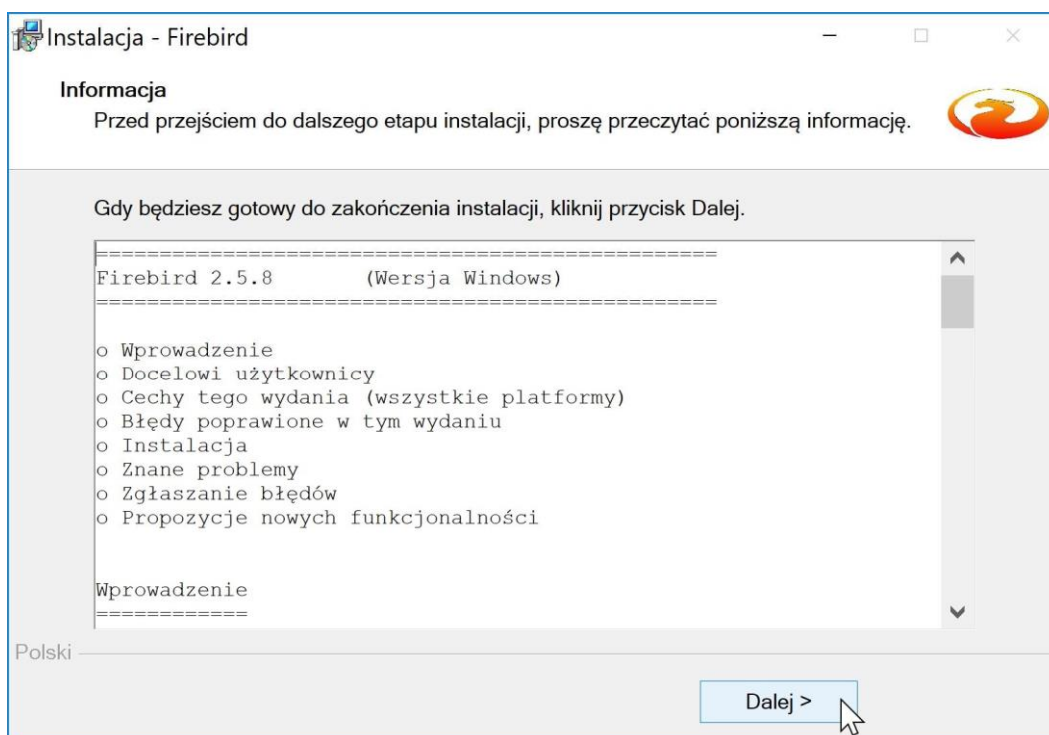 Instalacja - Firebird
Informacja
Przed przejściem do dalszego etapu instalacji, proszę przeczytać poniższą informację.
Gdy będziesz gotowy do zakończenia instalacji, kliknij przycisk Dalej.
=================================================
Firebird 2.5.8 (Wersja Windows)
=================================================
o Wprowadzenie
o Docelowi użytkownicy
o Cechy tego wydania (wszystkie platformy)
o Błędy poprawione w tym wydaniu
o Instalacja
o Znane problemy
o Zgłaszanie błędów
o Propozycje nowych funkcjonalności
Wprowadzenie
============
Polski
Dalej >